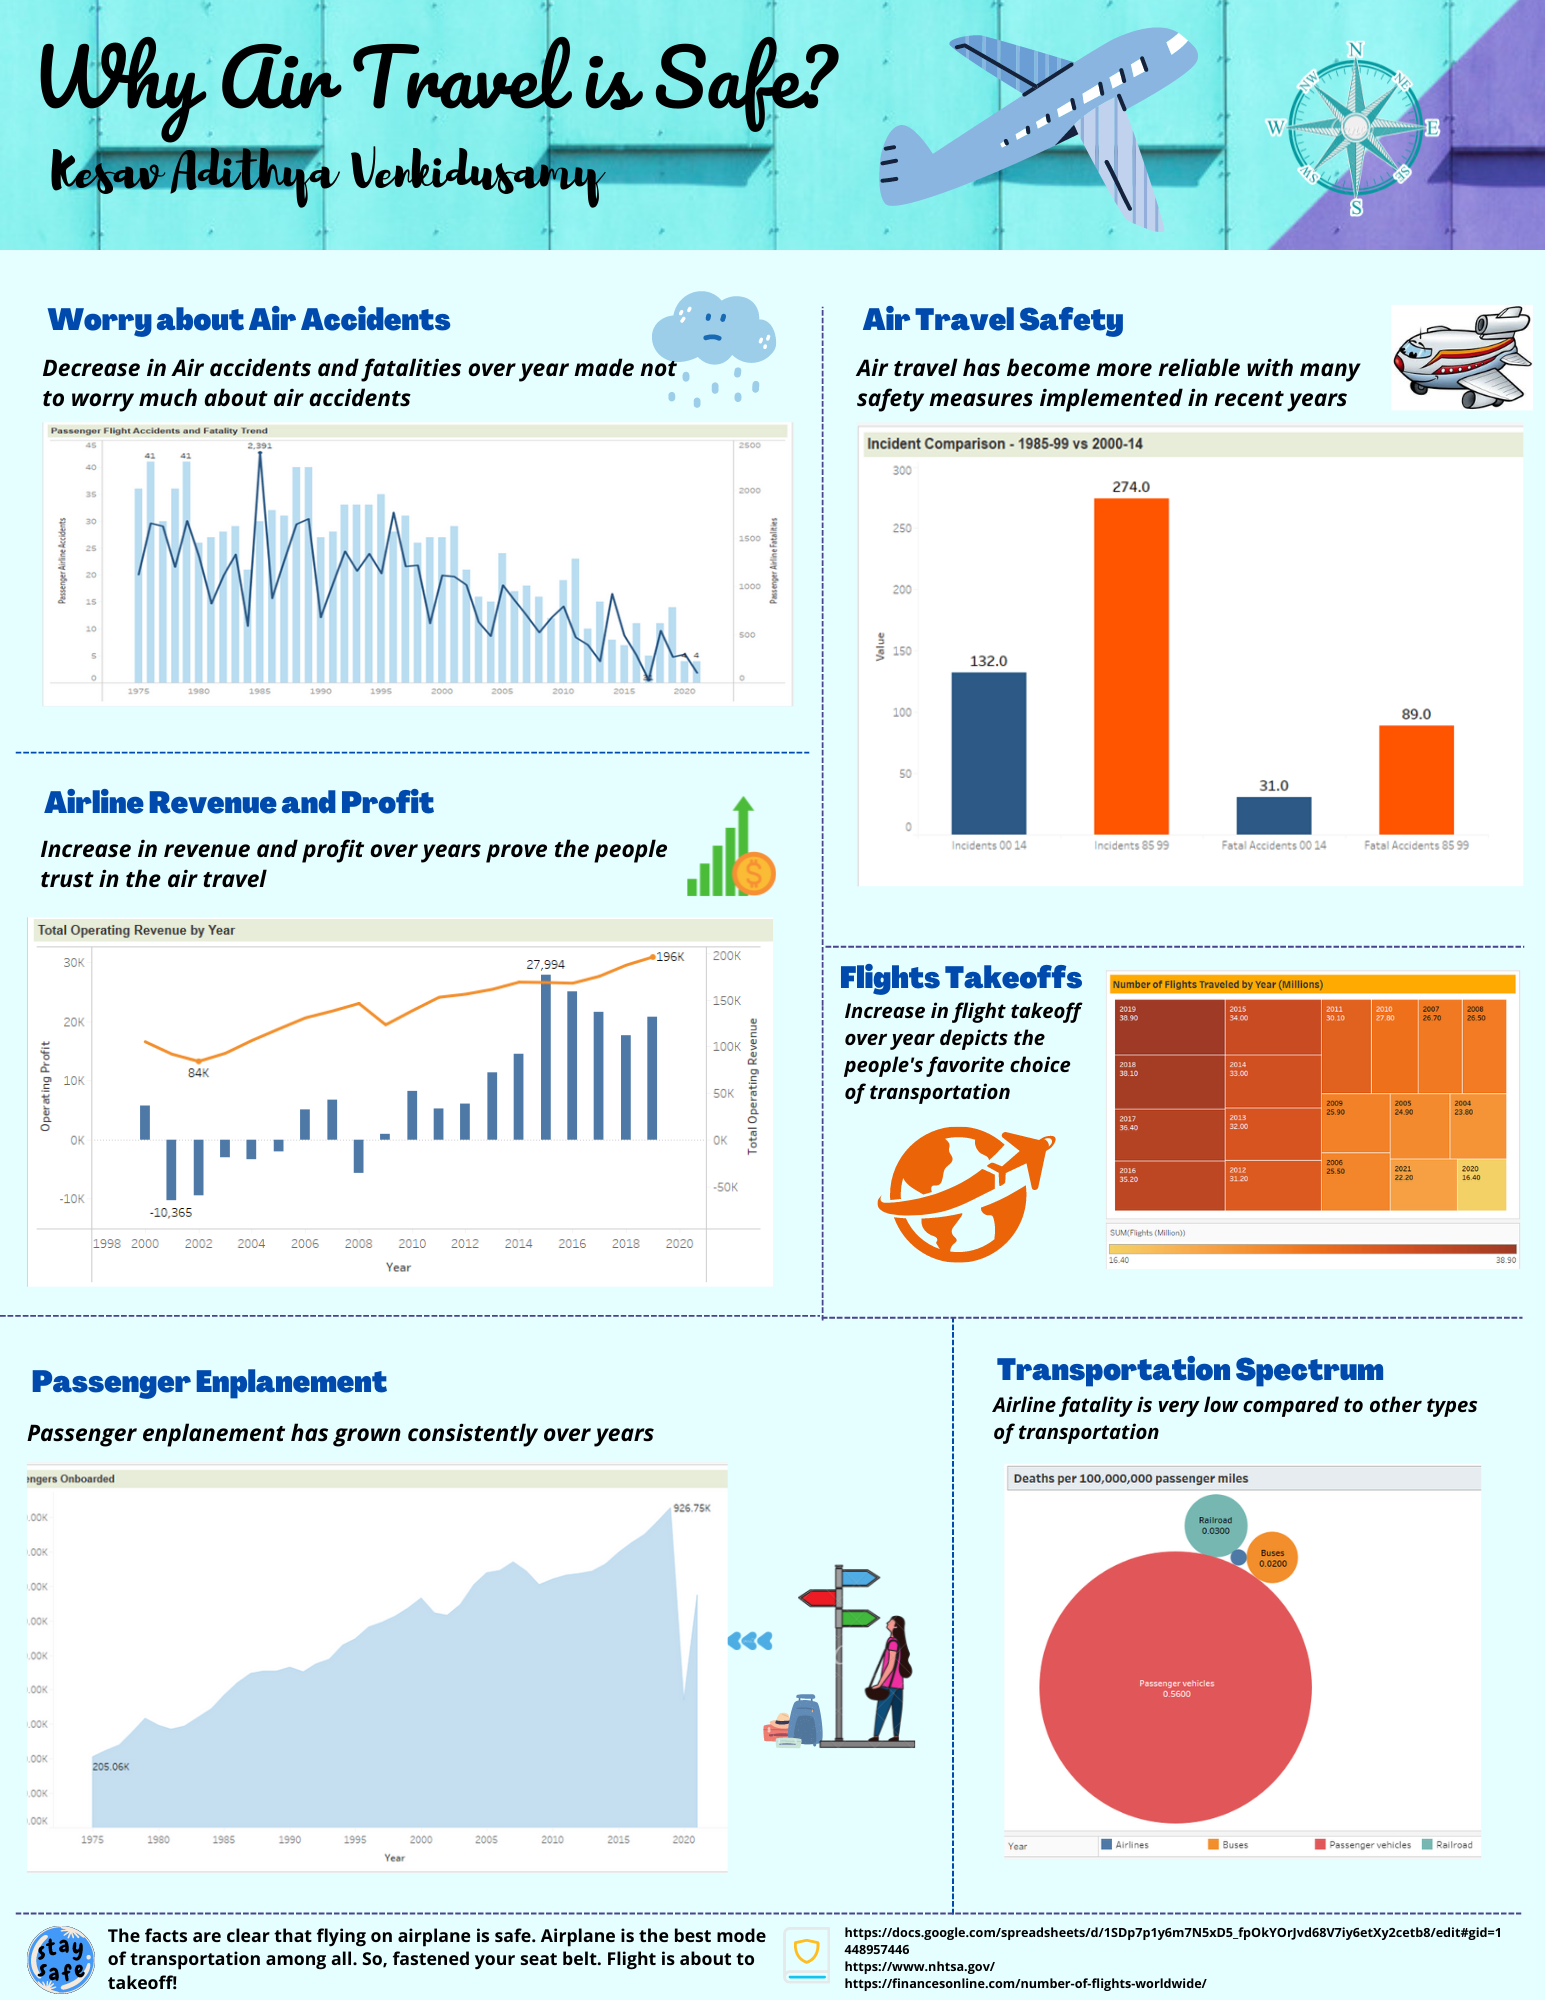 Why Air Travel is Safe?
Kesav Adithya Venkidusamy
N
NW
NE
W
E
SW
SE
S
Worry about Air Accidents
Decrease in Air accidents and fatalities over year made not
to worry much about air accidents
Passenger Flight Accidents and Fatality Trend
45
40
35
30
25
20
15
10
5
0
Passenger Airline Accidents
41
41
2,391
4
2500
2000
1500
1000
500
0
Passenger Airline Fatalities
1975 1980 1985 1990 1995 2000 2005 2010 2015 2020
Air Travel Safety
Air travel has become more reliable with many
safety measures implemented in recent years
Incident Comparison - 1985-99 vs 2000-14
300
250
200
150
100
50
0
Value
132.0
274.0
31.0
89.0
Incidents 00 14 Incidents 85 99 Fatal Accidents 00 14 Fatal Accidents 85 99
Airline Revenue and Profit
Increase in revenue and profit over years prove the people
trust in the air travel
$
Total Operating Revenue by Year
30K
20K
10K
0K
-10K
Operating Profit
84K
-10,365
27,994
196K
200K
150K
100K
50K
0K
-50K
Total Operating Revenue
1998 2000 2002 2004 2006 2008 2010 2012 2014 2016 2018 2020
Year
Flights Takeoffs
Increase in flight takeoff
over year depicts the
people's favorite choice
of transportation
Number of Flights Traveled by Year (Millions)
2019
38.90
2018
38.10
2017
36.40
2016
35.20
2015
34.00
2014
33.00
2013
32.00
2012
31.20
2011
30.10
2010
27.80
2007
26.70
2008
26.50
2009
25.90
2006
25.50
2005
24.90
2004
23.80
2021
22.20
2020
16.40
SUM(Flights (Million))
16.40 38.90
Passenger Enplanement
Passenger enplanement has grown consistently over years
engers Onboarded
.00K
.00K
.00K
.00K
.00K
.00K
.00K
.00K
.00K
.00K
205.06K
926.75K
1975 1980 1985 1990 1995 2000 2005 2010 2015 2020
Year
Transportation Spectrum
Airline fatality is very low compared to other types
of transportation
Deaths per 100,000,000 passenger miles
Railroad
0.0300
Buses
0.0200
Passenger vehicles
0.5600
Year Airlines Buses Passenger vehicles Railroad
stay
safe
The facts are clear that flying on airplane is safe. Airplane is the best mode
of transportation among all. So, fastened your seat belt. Flight is about to
takeoff!
https://docs.google.com/spreadsheets/d/1SDp7p1y6m7N5xD5_fpOkYOrJvd68V7iy6etXy2cetb8/edit#gid=1
448957446
https://www.nhtsa.gov/
https://financesonline.com/number-of-flights-worldwide/